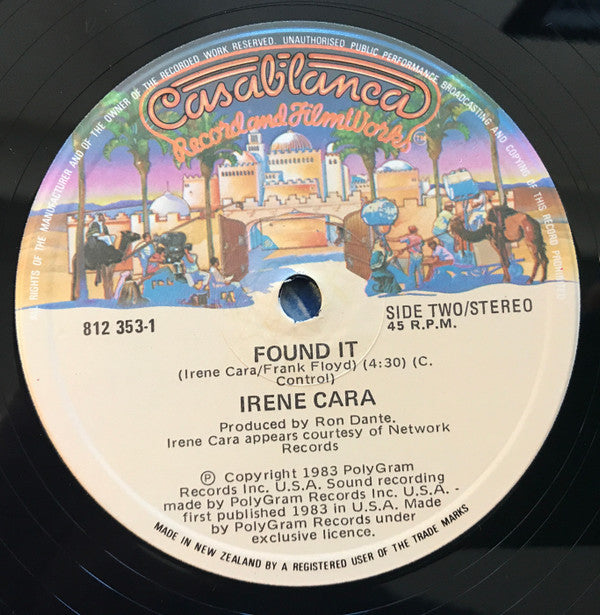 ALL RIGHTS OF THE MANUFACTURER AND OF THE OWNER OF THE RECORDED WORK RESERVED. UNAUTHORISED PUBLIC PERFORMANCE, BROADCASTING AND COPYING OF THIS RECORD PROHIBITED
Casablanca
Record and FilmWorks
812 353-1
SIDE TWO/STEREO
45 R.P.M.
FOUND IT
(Irene Cara/Frank Floyd) (4:30) (C.
Control)
IRENE CARA
Produced by Ron Dante.
Irene Cara appears courtesy of Network
Records
Ⓟ Copyright 1983 PolyGram
Records Inc. U.S.A. Sound recording
made by PolyGram Records Inc. U.S.A. -
first published 1983 in U.S.A. Made
by PolyGram Records under
exclusive licence.
MADE IN NEW ZEALAND BY A REGISTERED USER OF THE TRADE MARKS